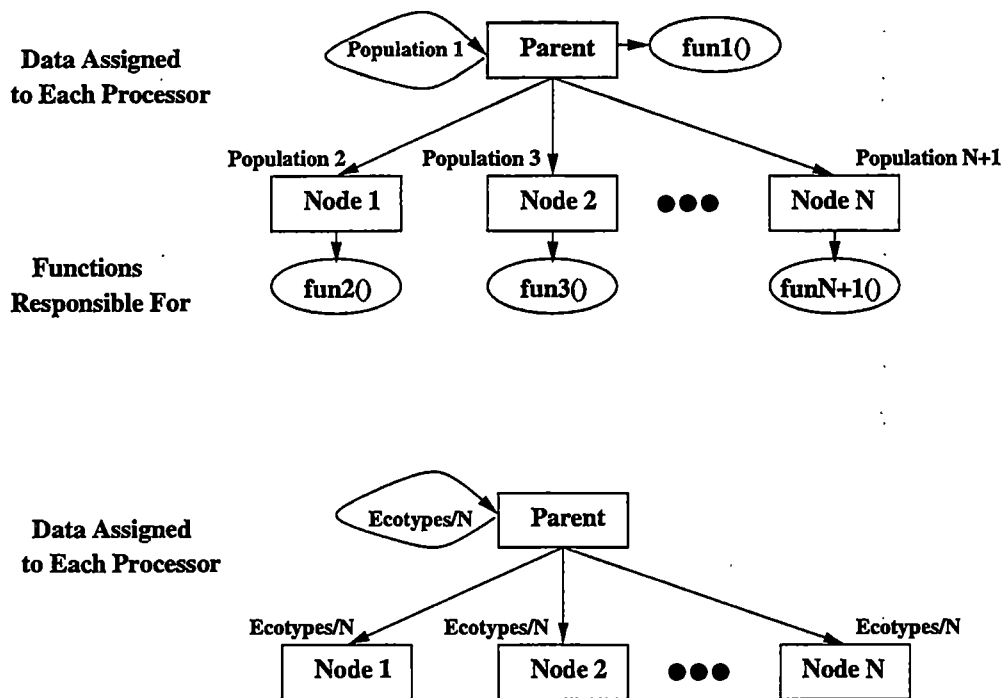 Population 1
Parent
fun1()
Data Assigned
to Each Processor
Population 2
Population 3
Population N+1
Node 1
Node 2
Node N
Functions
Responsible For
fun2()
fun3()
funN+1()
Data Assigned
to Each Processor
Ecotypes/N
Parent
Ecotypes/N
Ecotypes/N
Ecotypes/N
Node 1
Node 2
Node N